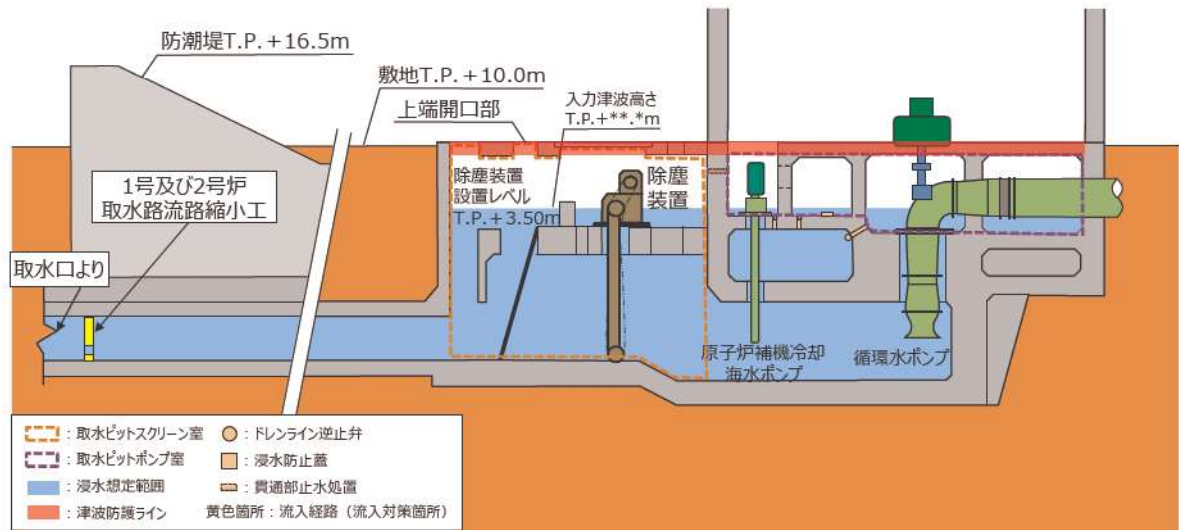 防潮堤T.P.+16.5m
敷地T.P.+10.0m
上端開口部
入力津波高さ
T.P.+**.*m
1号及び2号炉
取水路流路縮小工
取水口より
除塵装置
設置レベル
T.P.+3.50m
除塵
装置
原子炉補機冷却
海水ポンプ
循環水ポンプ
:取水ピットスクリーン室
:ドレンライン逆止弁
:取水ピットポンプ室
:浸水防止蓋
:浸水想定範囲
:貫通部止水処置
:津波防護ライン
黄色箇所:流入経路(流入対策箇所)